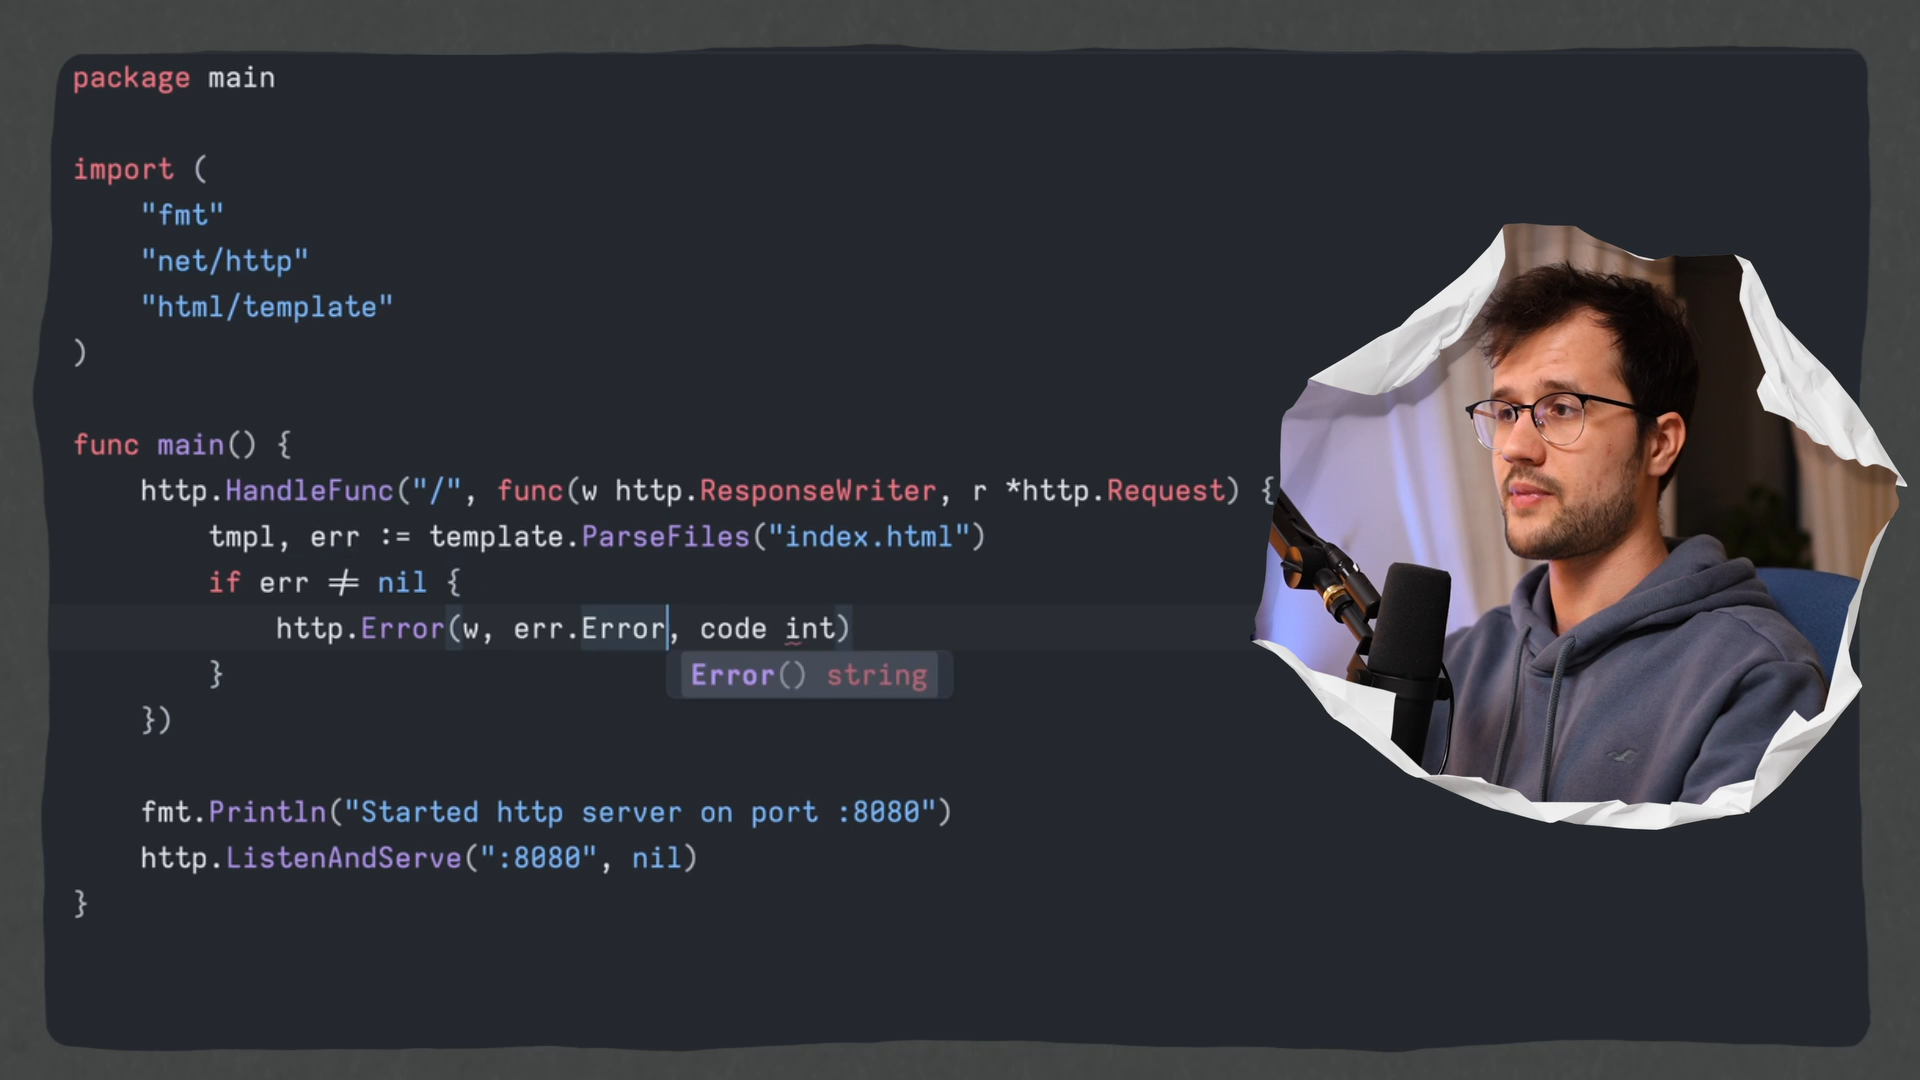 package main
import (
"fmt"
"net/http"
"html/template"
)
func main() {
http.HandleFunc("/", func(w http.ResponseWriter, r *http.Request) {
tmpl, err := template.ParseFiles("index.html")
if err != nil {
http.Error(w, err.Error, code int)
Error() string
}
})
fmt.Println("Started http server on port :8080")
http.ListenAndServe(":8080", nil)
}